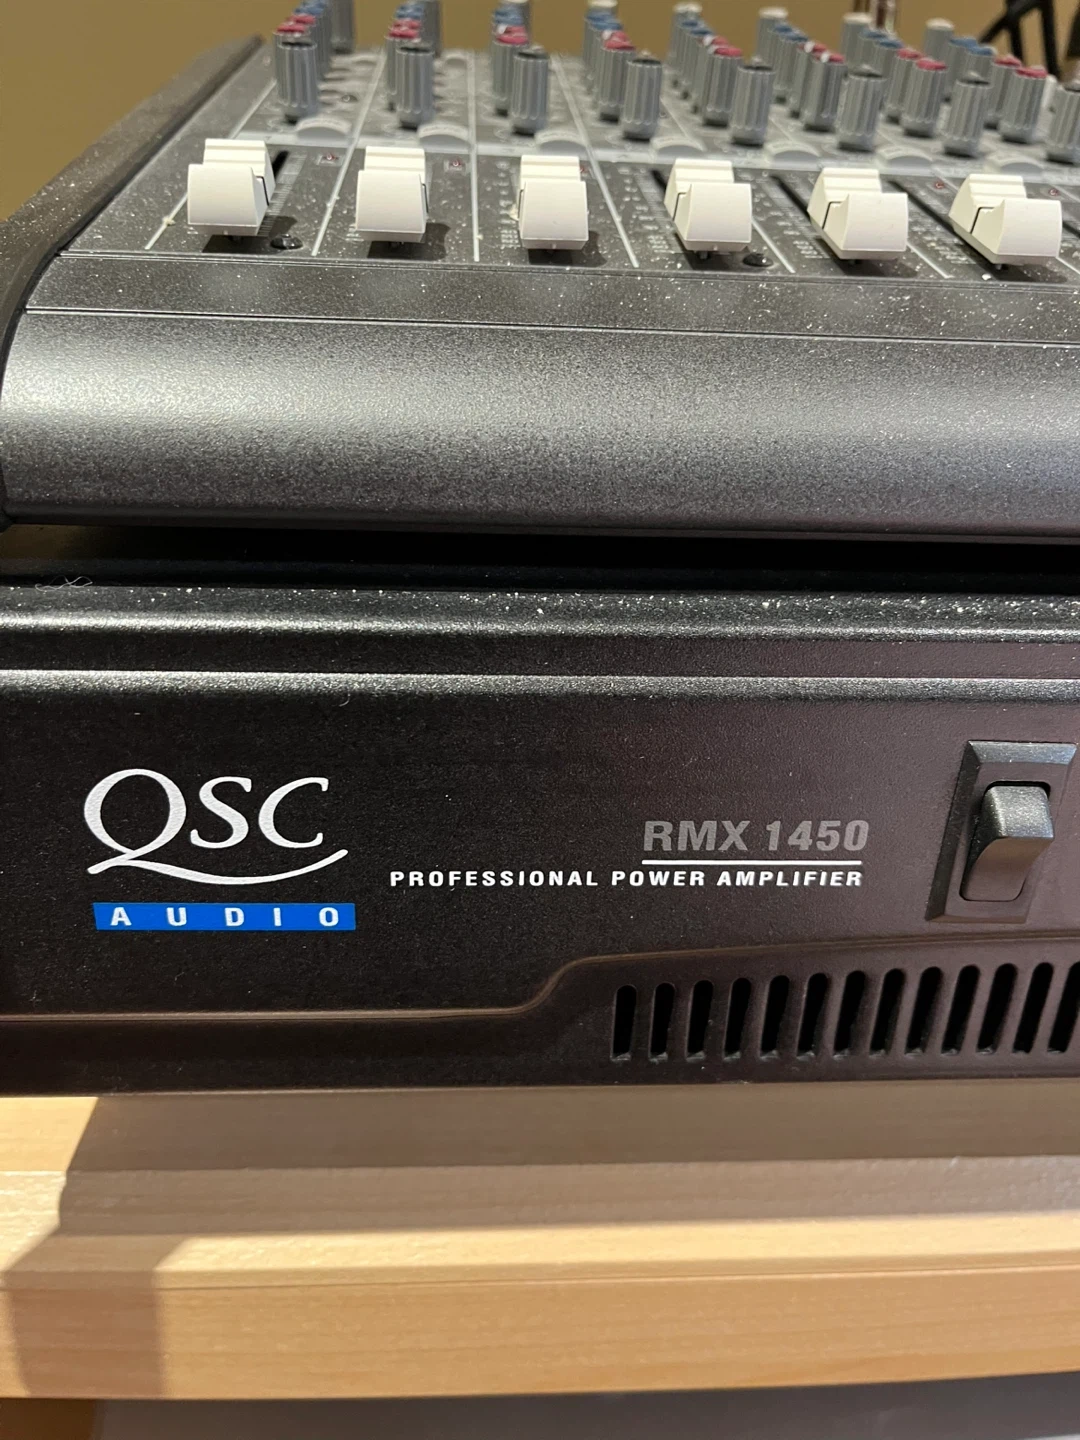 QSC
AUDIO
RMX 1450
PROFESSIONAL POWER AMPLIFIER